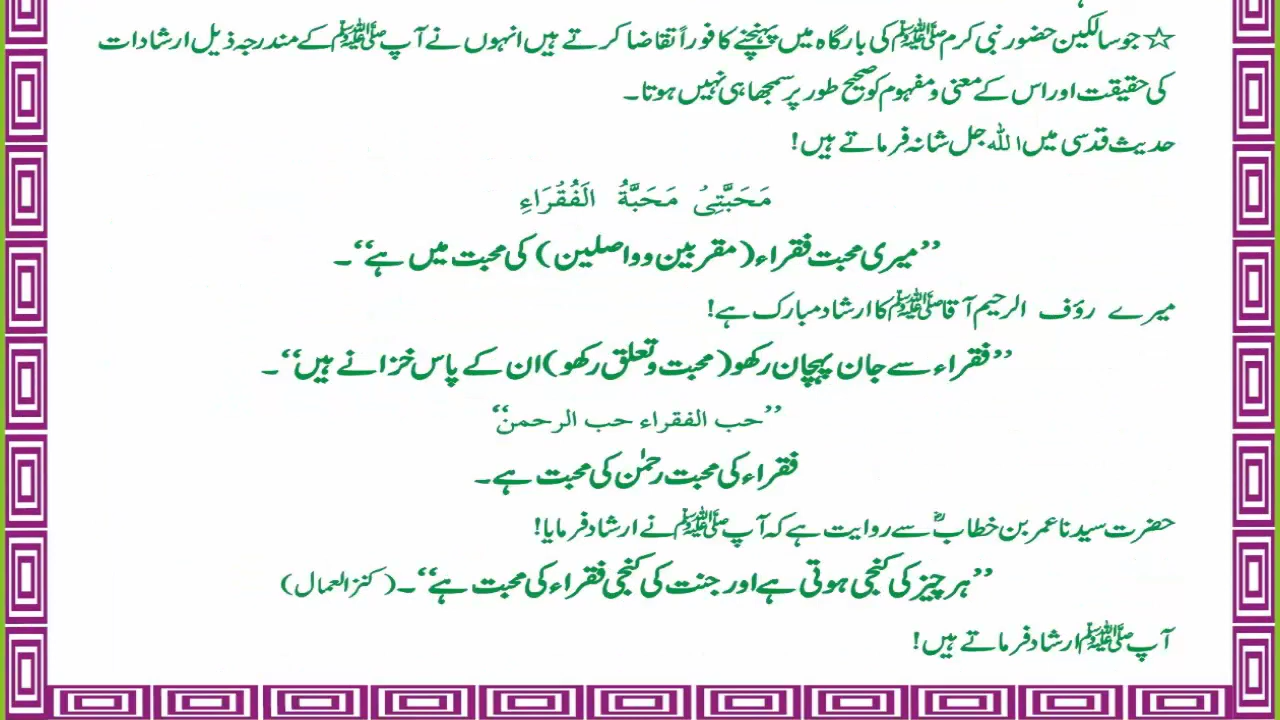 ☆ جو سالکین حضور نبی کرم ﷺ کی بارگاہ میں پہنچنے کا فوراً تقاضا کرتے ہیں انہوں نے آپ ﷺ کے مندرجہ ذیل ارشادات
کی حقیقت اور اس کے معنی و مفہوم کو صحیح طور پر سمجھا ہی نہیں ہوتا۔
حدیث قدسی میں اللہ جل شانہ فرماتے ہیں!
مَحَبَّتِیْ مَحَبَّۃُ الَفُقُرَاءِ
’’میری محبت فقراء (مقربین و واصلین) کی محبت میں ہے‘‘۔
میرے رؤف الرحیم آقا ﷺ کا ارشاد مبارک ہے!
’’فقراء سے جان پہچان رکھو (محبت و تعلق رکھو) ان کے پاس خزانے ہیں‘‘۔
’’حب الفقراء حب الرحمن‘‘
فقراء کی محبت رحمٰن کی محبت ہے۔
حضرت سیدنا عمر بن خطابؓ سے روایت ہے کہ آپ ﷺ نے ارشاد فرمایا!
’’ہر چیز کی کنجی ہوتی ہے اور جنت کی کنجی فقراء کی محبت ہے‘‘۔ (کنز العمال)
آپ ﷺ ارشاد فرماتے ہیں!